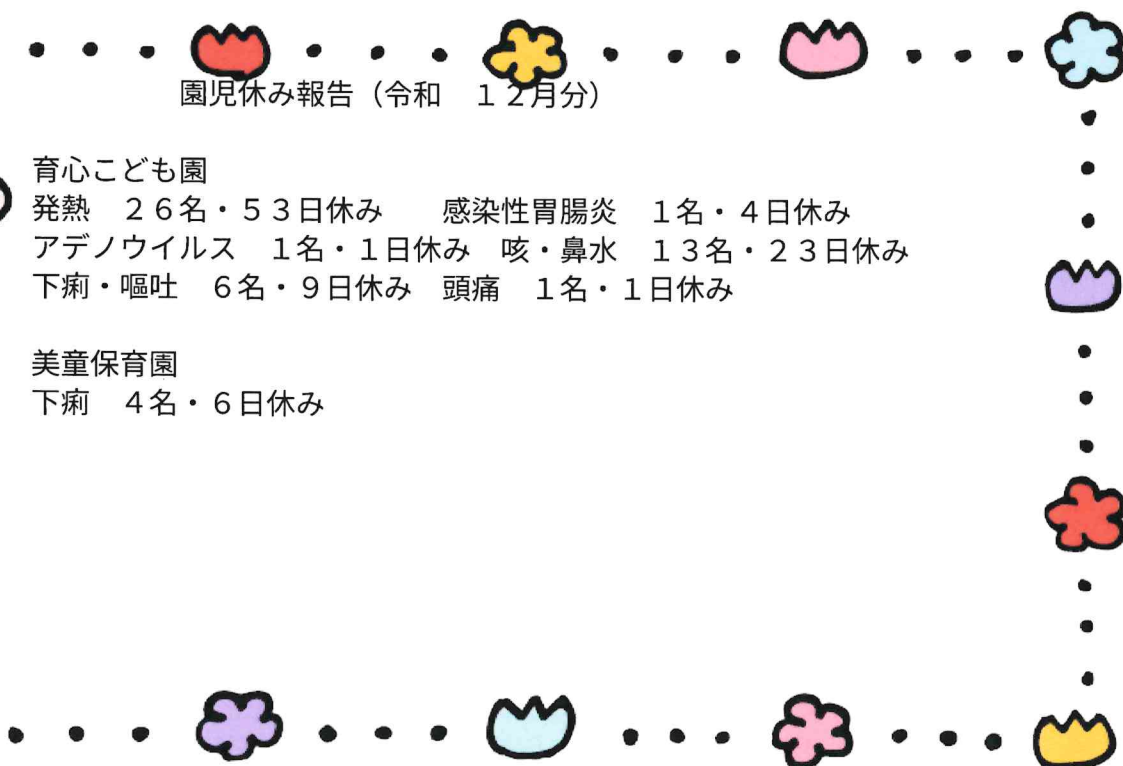 園児休み報告（令和　１２月分）
育心こども園
発熱　２６名・５３日休み　　感染性胃腸炎　１名・４日休み
アデノウイルス　１名・１日休み　咳・鼻水　１３名・２３日休み
下痢・嘔吐　６名・９日休み　頭痛　１名・１日休み
美童保育園
下痢　４名・６日休み